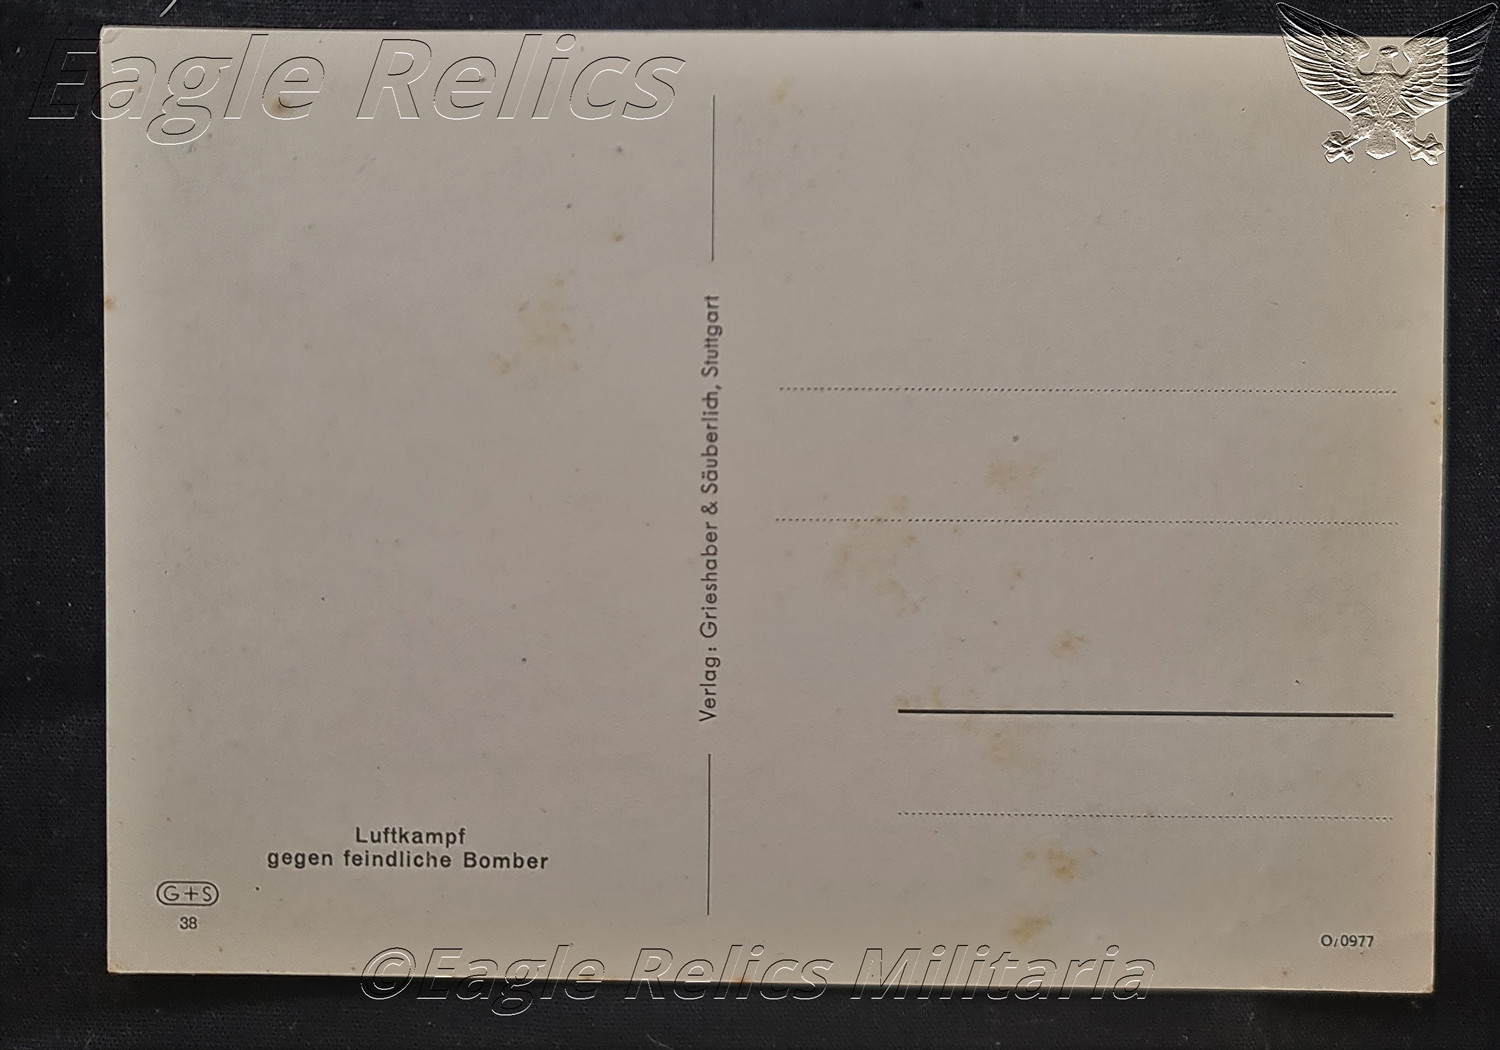 Eagle Relics
Verlag: Grieshaber & Säuberlich, Stuttgart
Luftkampf
gegen feindliche Bomber
G+S
38
O/0977
©Eagle Relics Militaria